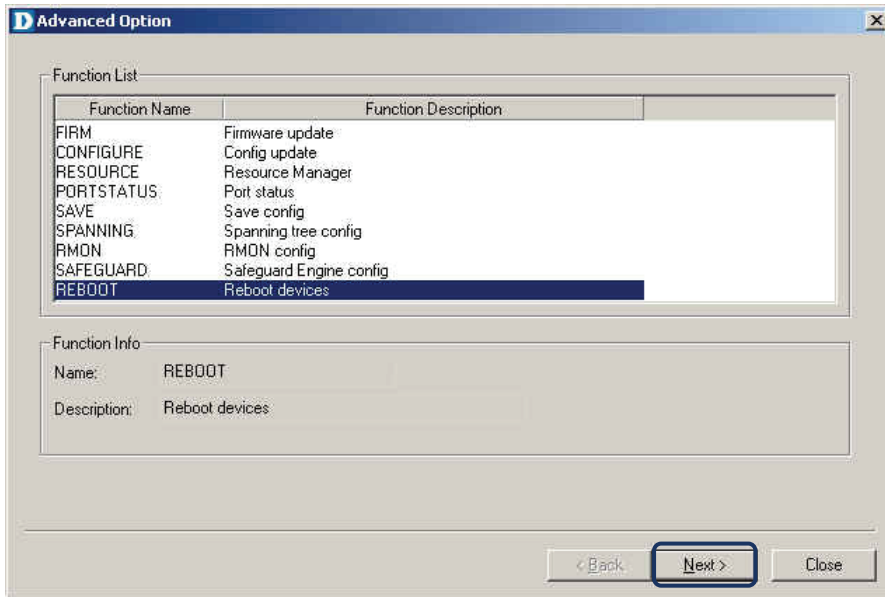 D Advanced Option
Function List
Function Name Function Description
FIRM Firmware update
CONFIGURE Config update
RESOURCE Resource Manager
PORTSTATUS Port status
SAVE Save config
SPANNING Spanning tree config
RMON RMON config
SAFEGUARD Safeguard Engine config
REBOOT Reboot devices
Function Info
Name: REBOOT
Description: Reboot devices
< Back Next > Close